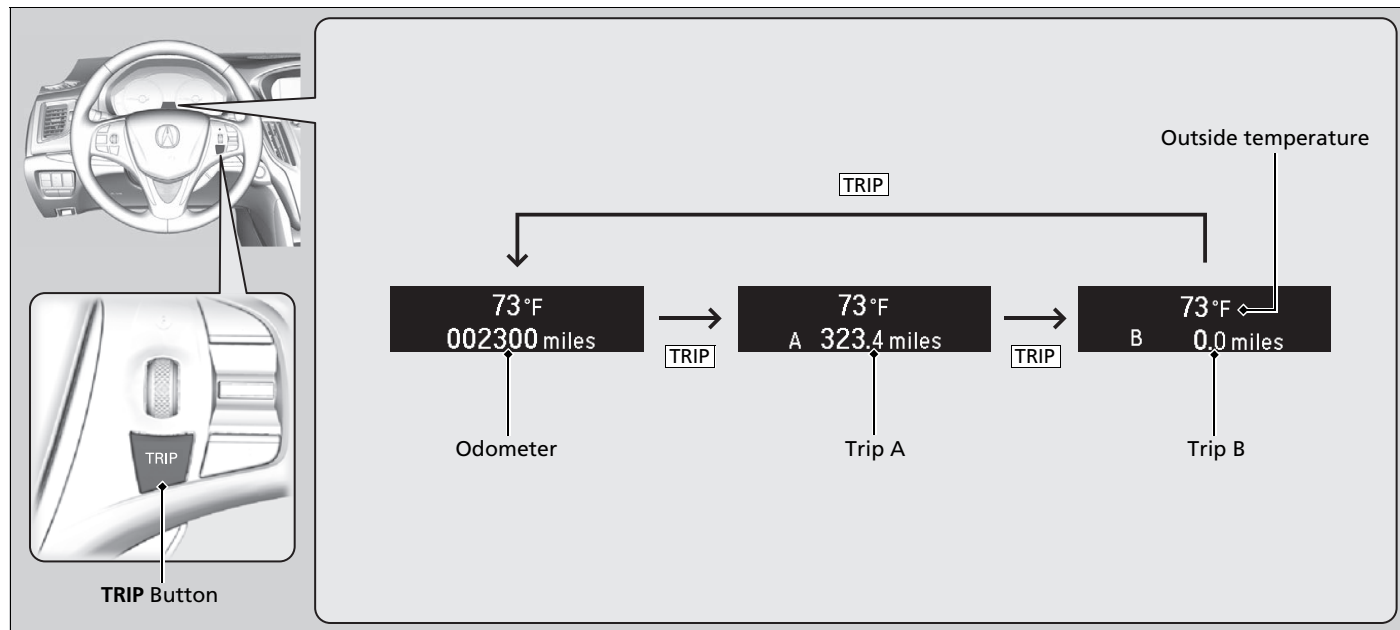 Outside temperature
TRIP
73°F
002300 miles
TRIP
73°F
A 323.4 miles
TRIP
73°F
B 0.0 miles
Odometer
Trip A
Trip B
TRIP
TRIP Button